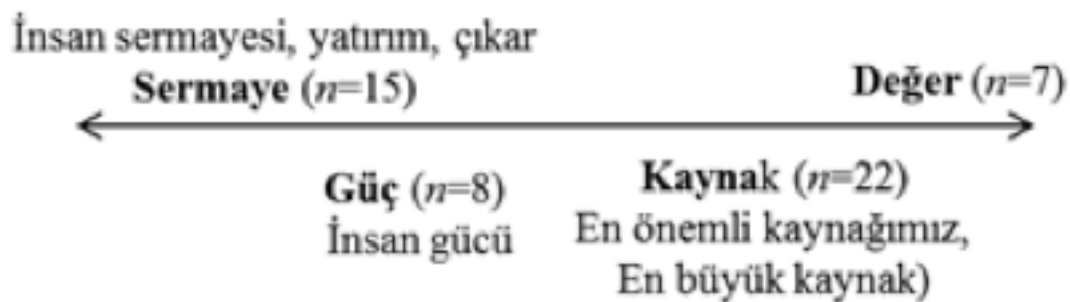 İnsan sermayesi, yatırım, çıkar
Sermaye (n=15)
Değer (n=7)
Güç (n=8)
İnsan gücü
Kaynak (n=22)
En önemli kaynağımız,
En büyük kaynak)